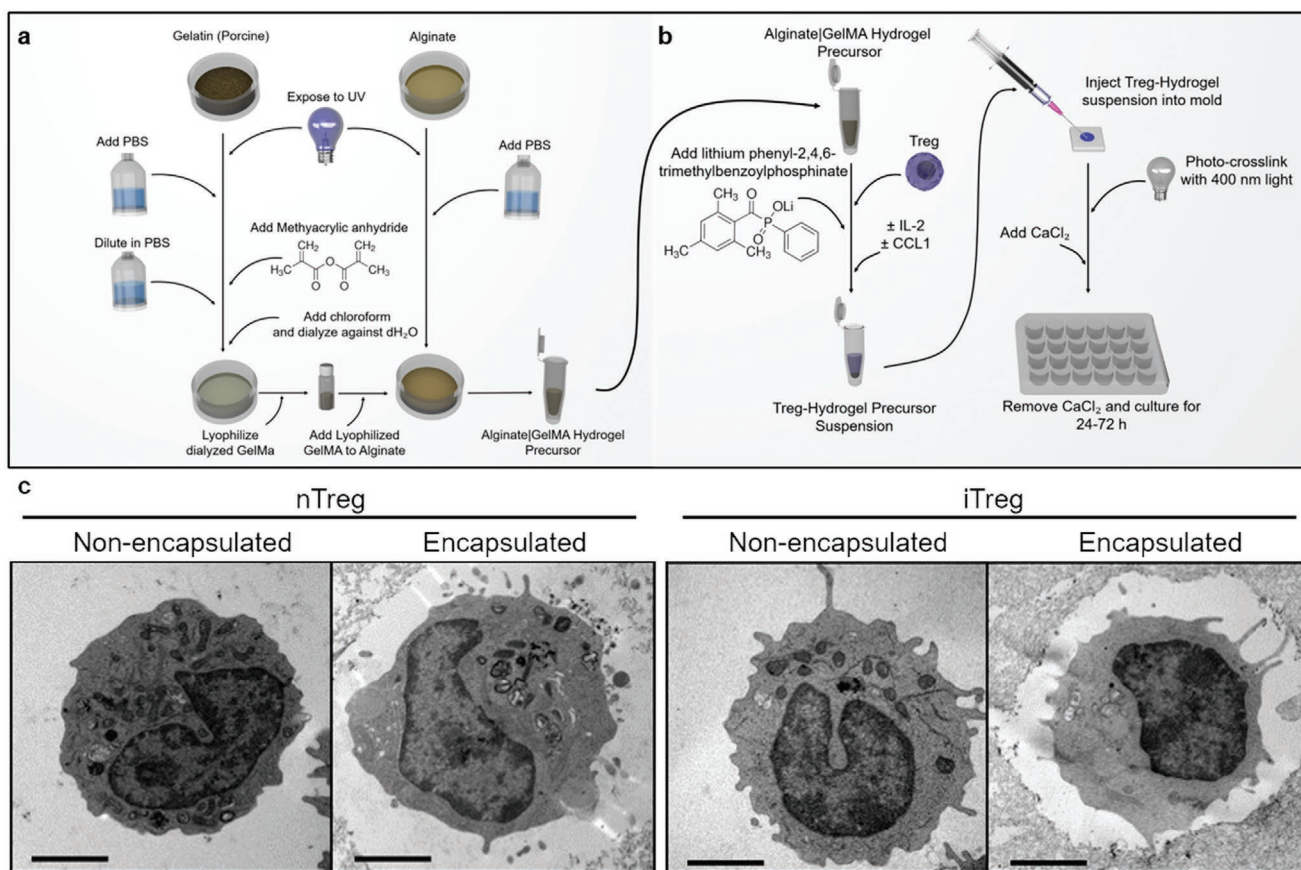 a
Gelatin (Porcine)
Alginate
Expose to UV
Add PBS
Add PBS
Add Methyacrylic anhydride
CH₂
CH₂
H₃C
O
CH₃
O
O
Dilute in PBS
Add chloroform
and dialyze against dH₂O
Lyophilize
dialyzed GelMa
Add Lyophilized
GelMA to Alginate
Alginate|GelMA Hydrogel
Precursor
b
Alginate|GelMA Hydrogel
Precursor
Add lithium phenyl-2,4,6-
trimethylbenzoylphosphinate
CH₃
O
OLi
P
O
H₃C
CH₃
Treg
± IL-2
± CCL1
Treg-Hydrogel Precursor
Suspension
Inject Treg-Hydrogel
suspension into mold
Photo-crosslink
with 400 nm light
Add CaCl₂
Remove CaCl₂ and culture for
24-72 h
c
nTreg
iTreg
Non-encapsulated
Encapsulated
Non-encapsulated
Encapsulated